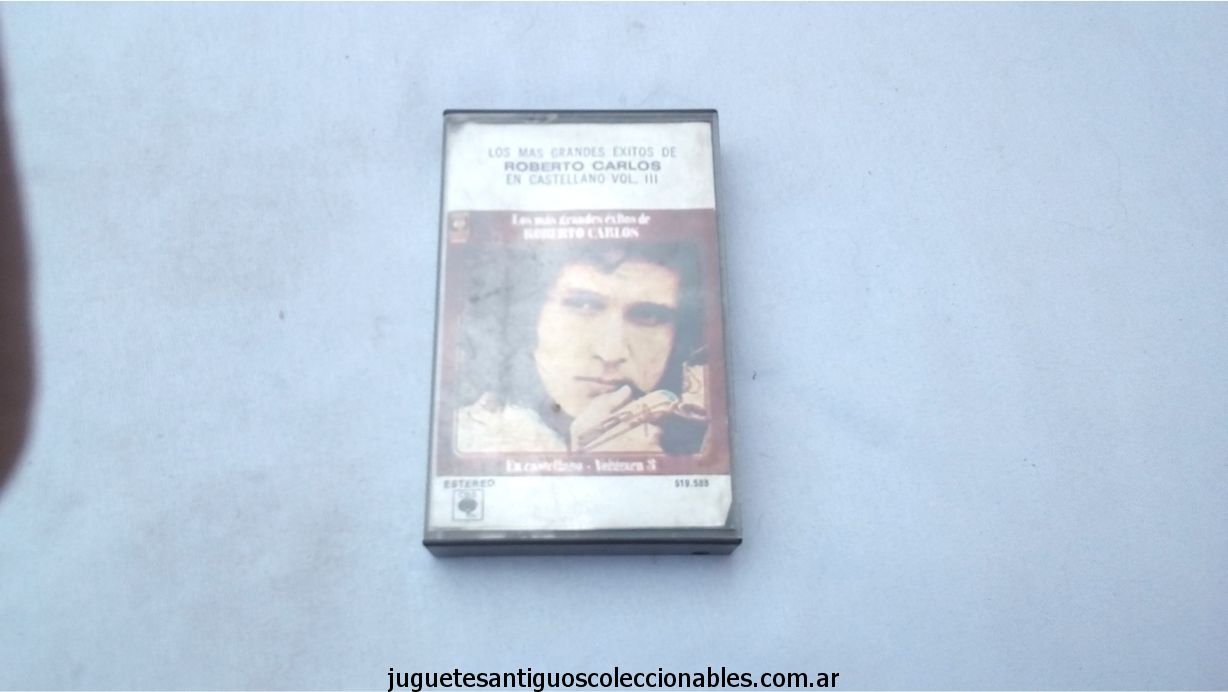 LOS MAS GRANDES EXITOS DE
ROBERTO CARLOS
EN CASTELLANO VOL. III
Los más grandes éxitos de
ROBERTO CARLOS
En castellano - Volumen 3
ESTEREO
519.588
CBS
juguetesantiguoscoleccionables.com.ar